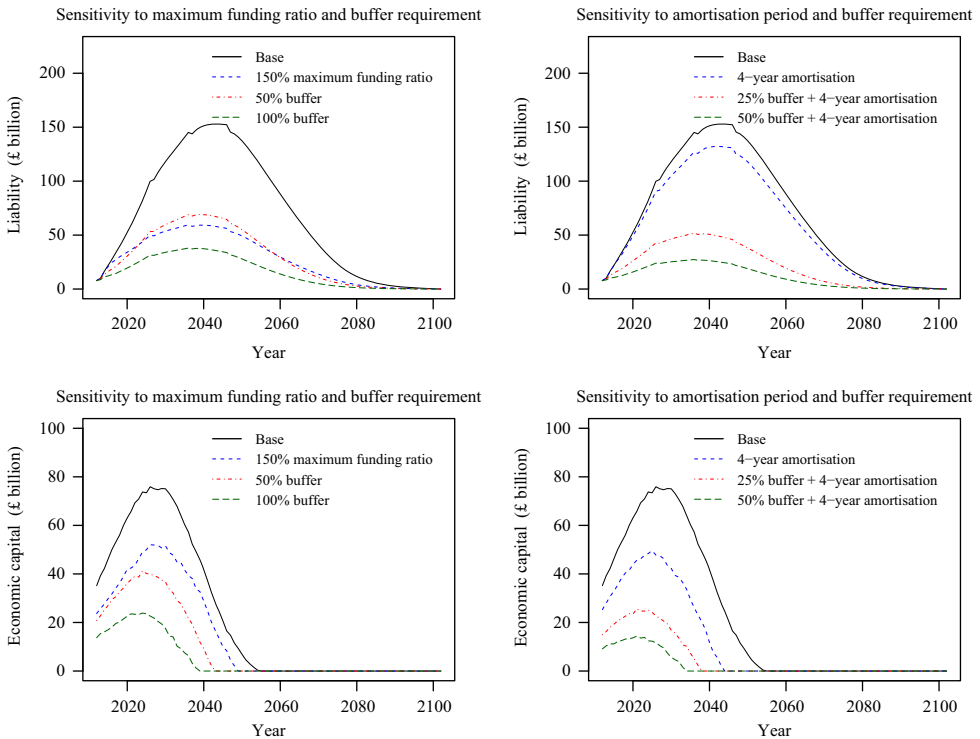 Sensitivity to maximum funding ratio and buffer requirement
Liability (£ billion)
200
150
100
50
0
Base
150% maximum funding ratio
50% buffer
100% buffer
2020 2040 2060 2080 2100
Year
Sensitivity to amortisation period and buffer requirement
Liability (£ billion)
200
150
100
50
0
Base
4−year amortisation
25% buffer + 4−year amortisation
50% buffer + 4−year amortisation
2020 2040 2060 2080 2100
Year
Sensitivity to maximum funding ratio and buffer requirement
Economic capital (£ billion)
100
80
60
40
20
0
Base
150% maximum funding ratio
50% buffer
100% buffer
2020 2040 2060 2080 2100
Year
Sensitivity to amortisation period and buffer requirement
Economic capital (£ billion)
100
80
60
40
20
0
Base
4−year amortisation
25% buffer + 4−year amortisation
50% buffer + 4−year amortisation
2020 2040 2060 2080 2100
Year